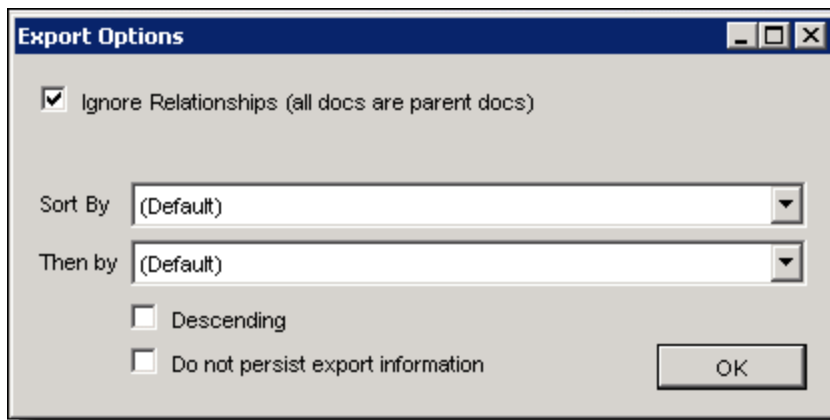 Export Options
Ignore Relationships (all docs are parent docs)
Sort By (Default)
Then by (Default)
Descending
Do not persist export information
OK